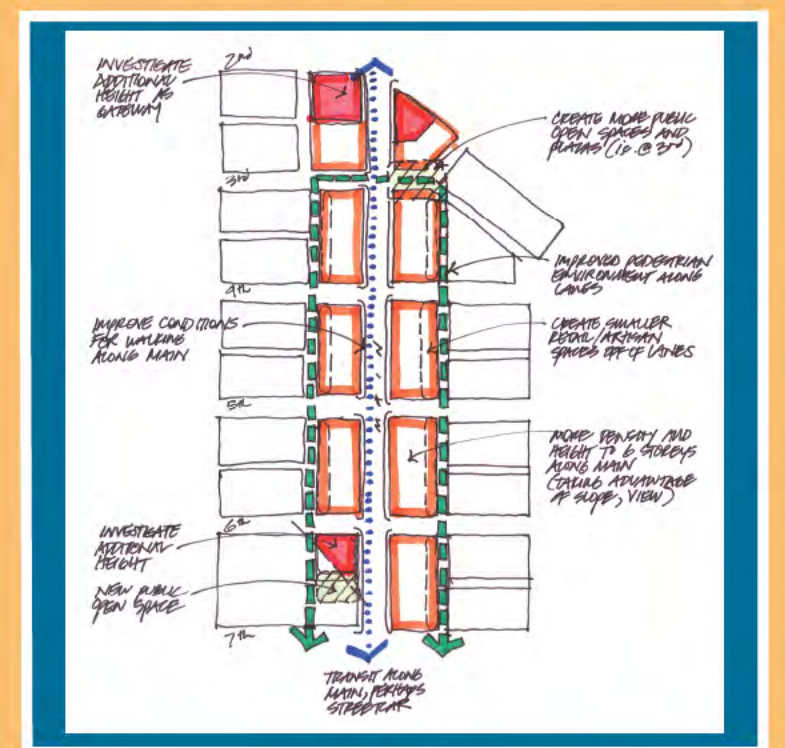 2nd
INVESTIGATE
ADDITIONAL
HEIGHT AS
GATEWAY
CREATE MORE PUBLIC
OPEN SPACES AND
PLAZAS (ie. @ 3rd)
3rd
IMPROVED PEDESTRIAN
ENVIRONMENT ALONG
LANES
4th
IMPROVE CONDITIONS
FOR WALKING
ALONG MAIN
CREATE SMALLER
RETAIL/ARTISAN
SPACES OFF OF LANES
5th
MORE DENSITY AND
HEIGHT TO 6 STOREYS
ALONG MAIN
(TAKING ADVANTAGE
OF SLOPE, VIEW)
6th
INVESTIGATE
ADDITIONAL
HEIGHT
NEW PUBLIC
OPEN SPACE
7th
TRANSIT ALONG
MAIN, PERHAPS
STREETCAR